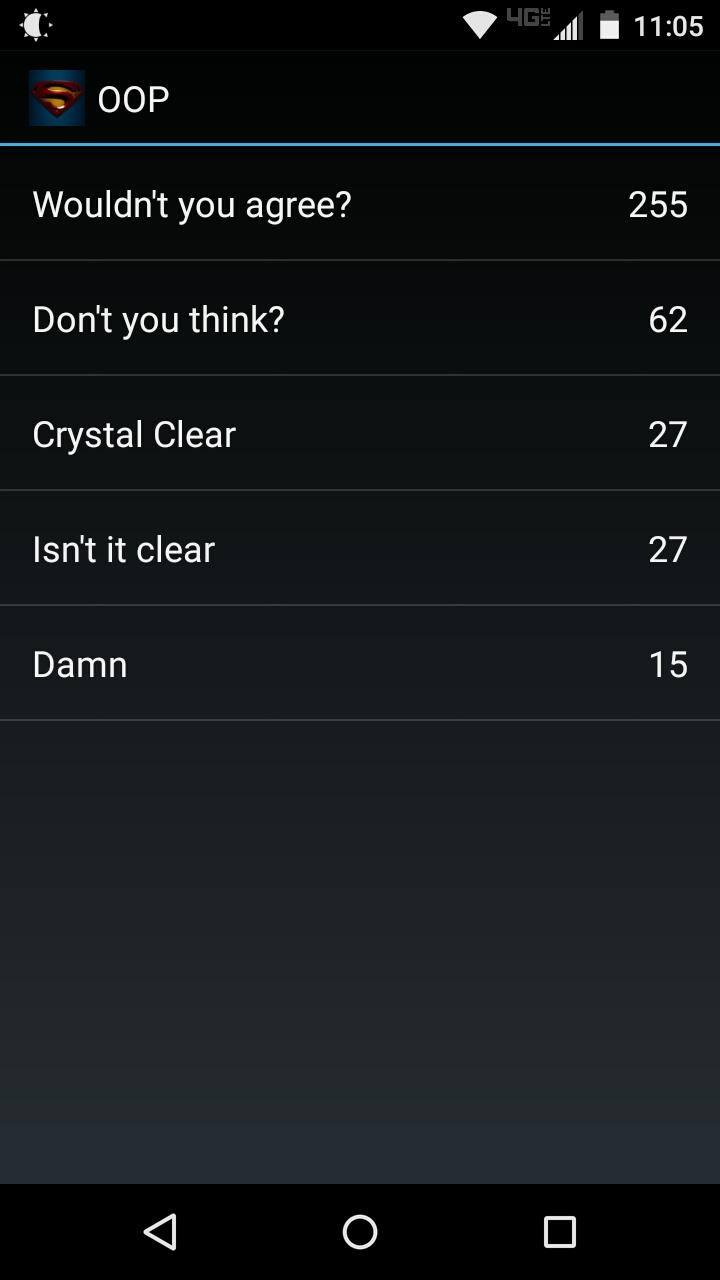 4G LTE 11:05
OOP
Wouldn't you agree? 255
Don't you think? 62
Crystal Clear 27
Isn't it clear 27
Damn 15